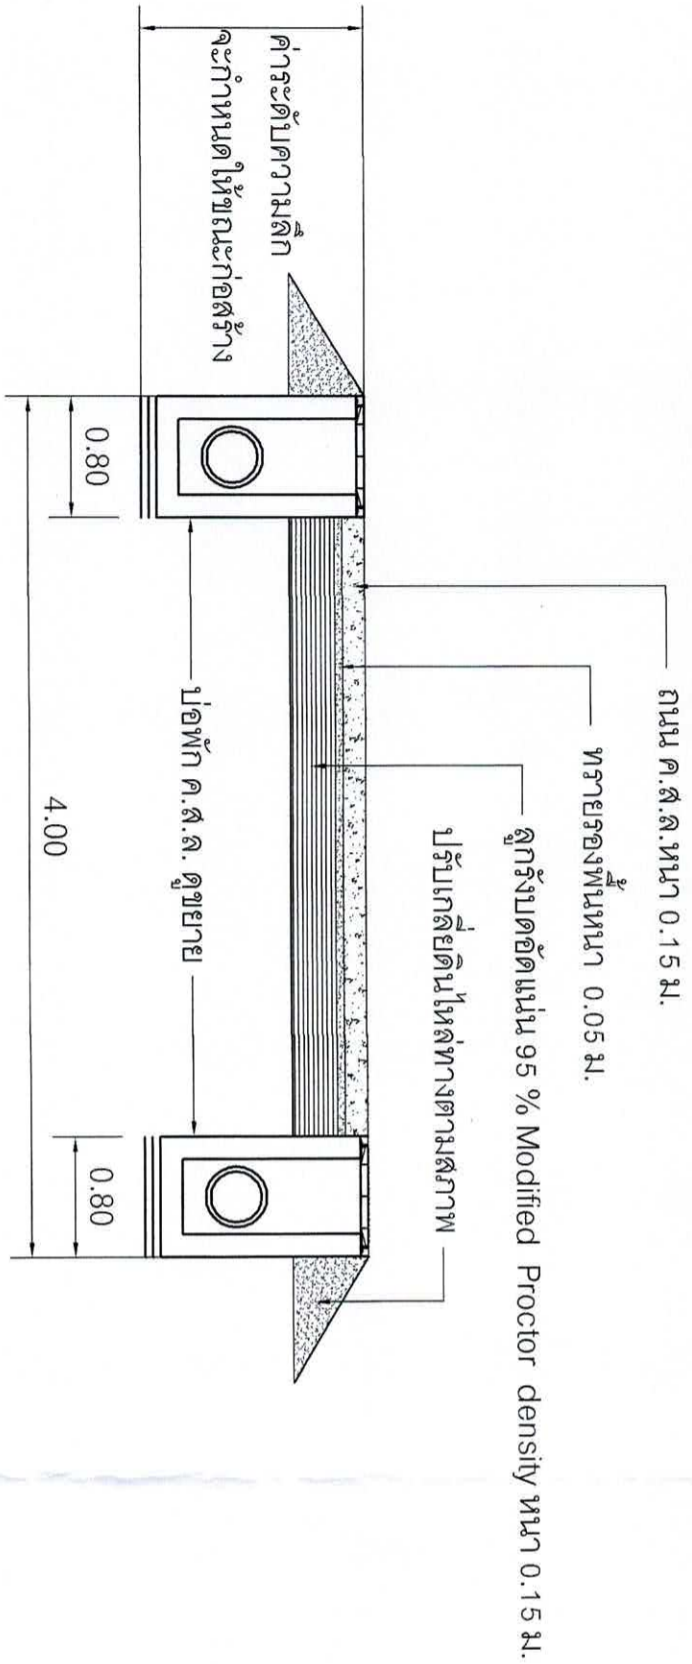 ถนน ค.ส.ล.หนา 0.15 ม.
ทรายรองพื้นหนา 0.05 ม.
ลูกรังบดอัดแน่น 95 % Modified Proctor density หนา 0.15 ม.
ปรับเกลี่ยดินไหล่ทางตามสภาพ
ค่าระดับความลึก
จะกำหนดให้ขณะก่อสร้าง
บ่อพัก ค.ส.ล. ดูขยาย
0.80
0.80
4.00